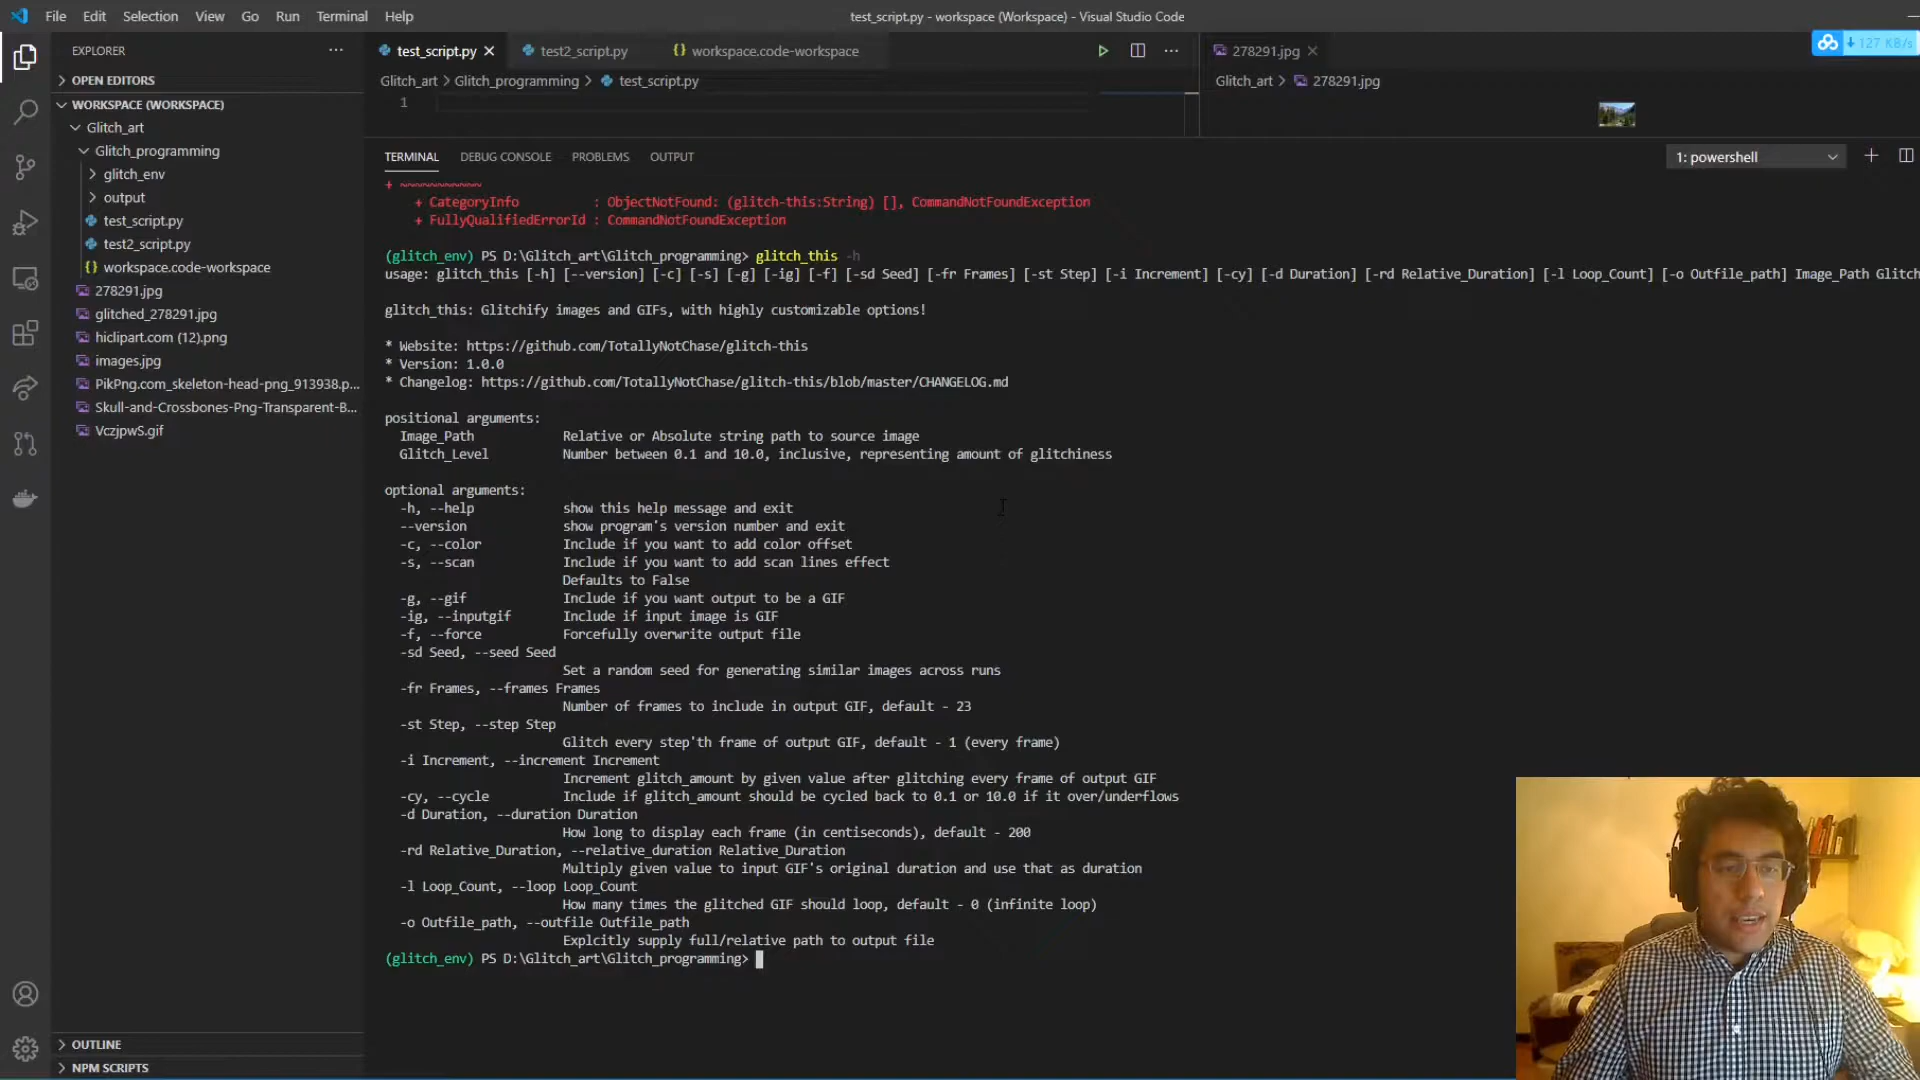 File Edit Selection View Go Run Terminal Help
test_script.py - workspace (Workspace) - Visual Studio Code
127 KB/s
EXPLORER
OPEN EDITORS
WORKSPACE (WORKSPACE)
Glitch_art
Glitch_programming
glitch_env
output
test_script.py
test2_script.py
workspace.code-workspace
278291.jpg
glitched_278291.jpg
hiclipart.com (12).png
images.jpg
PikPng.com_skeleton-head-png_913938.p...
Skull-and-Crossbones-Png-Transparent-B...
VczjpwS.gif
OUTLINE
NPM SCRIPTS
test_script.py test2_script.py workspace.code-workspace
Glitch_art > Glitch_programming > test_script.py
1
278291.jpg
Glitch_art > 278291.jpg
TERMINAL DEBUG CONSOLE PROBLEMS OUTPUT
1: powershell
+ ~~~~~~~~~~~
+ CategoryInfo : ObjectNotFound: (glitch-this:String) [], CommandNotFoundException
+ FullyQualifiedErrorId : CommandNotFoundException
(glitch_env) PS D:\Glitch_art\Glitch_programming> glitch_this -h
usage: glitch_this [-h] [--version] [-c] [-s] [-g] [-ig] [-f] [-sd Seed] [-fr Frames] [-st Step] [-i Increment] [-cy] [-d Duration] [-rd Relative_Duration] [-l Loop_Count] [-o Outfile_path] Image_Path Glitch
glitch_this: Glitchify images and GIFs, with highly customizable options!
* Website: https://github.com/TotallyNotChase/glitch-this
* Version: 1.0.0
* Changelog: https://github.com/TotallyNotChase/glitch-this/blob/master/CHANGELOG.md
positional arguments:
Image_Path Relative or Absolute string path to source image
Glitch_Level Number between 0.1 and 10.0, inclusive, representing amount of glitchiness
optional arguments:
-h, --help show this help message and exit
--version show program's version number and exit
-c, --color Include if you want to add color offset
-s, --scan Include if you want to add scan lines effect
Defaults to False
-g, --gif Include if you want output to be a GIF
-ig, --inputgif Include if input image is GIF
-f, --force Forcefully overwrite output file
-sd Seed, --seed Seed
Set a random seed for generating similar images across runs
-fr Frames, --frames Frames
Number of frames to include in output GIF, default - 23
-st Step, --step Step
Glitch every step'th frame of output GIF, default - 1 (every frame)
-i Increment, --increment Increment
Increment glitch_amount by given value after glitching every frame of output GIF
-cy, --cycle Include if glitch_amount should be cycled back to 0.1 or 10.0 if it over/underflows
-d Duration, --duration Duration
How long to display each frame (in centiseconds), default - 200
-rd Relative_Duration, --relative_duration Relative_Duration
Multiply given value to input GIF's original duration and use that as duration
-l Loop_Count, --loop Loop_Count
How many times the glitched GIF should loop, default - 0 (infinite loop)
-o Outfile_path, --outfile Outfile_path
Explcitly supply full/relative path to output file
(glitch_env) PS D:\Glitch_art\Glitch_programming>